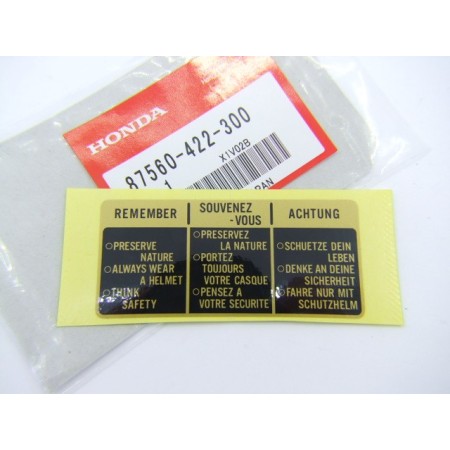 HONDA
87560-422-300
1
X1V02B
REMEMBER
PRESERVE
NATURE
ALWAYS WEAR
A HELMET
THINK
SAFETY
SOUVENEZ
-VOUS
PRESERVEZ
LA NATURE
PORTEZ
TOUJOURS
VOTRE CASQUE
PENSEZ A
VOTRE SECURITE
ACHTUNG
SCHUETZE DEIN
LEBEN
DENKE AN DEINE
SICHERHEIT
FAHRE NUR MIT
SCHUTZHELM